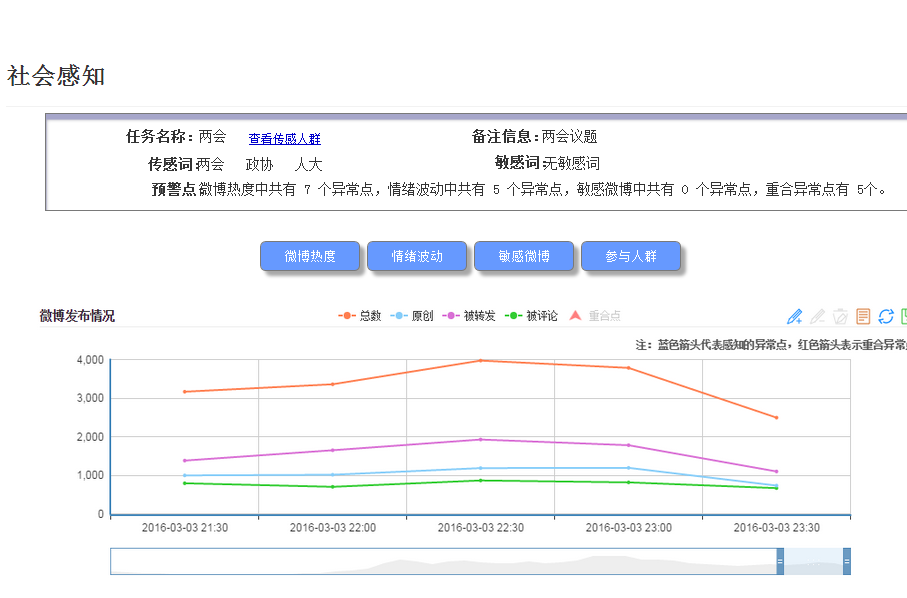 社会感知
任务名称：两会 查看传感人群 备注信息：两会议题
传感词:两会 政协 人大 敏感词:无敏感词
预警点 微博热度中共有 7 个异常点，情绪波动中共有 5 个异常点，敏感微博中共有 0 个异常点，重合异常点有 5个。
微博热度 情绪波动 敏感微博 参与人群
微博发布情况 总数 原创 被转发 被评论 重合点
注：蓝色箭头代表感知的异常点，红色箭头表示重合异常
4,000
3,000
2,000
1,000
0
2016-03-03 21:30 2016-03-03 22:00 2016-03-03 22:30 2016-03-03 23:00 2016-03-03 23:30